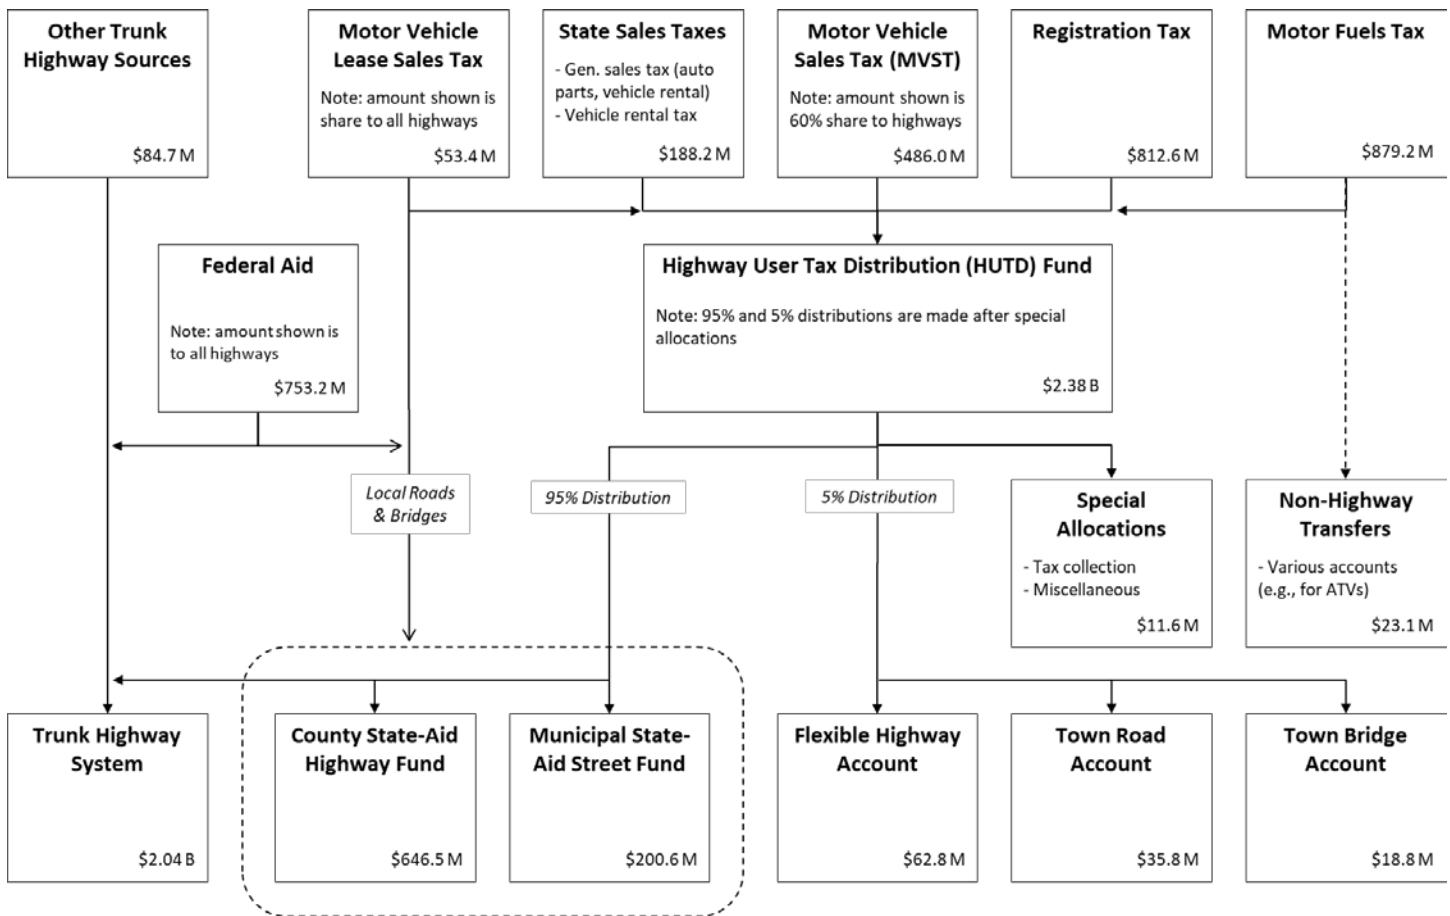 Other Trunk
Highway Sources
$84.7 M
Motor Vehicle
Lease Sales Tax
Note: amount shown is
share to all highways
$53.4 M
State Sales Taxes
- Gen. sales tax (auto
parts, vehicle rental)
- Vehicle rental tax
$188.2 M
Motor Vehicle
Sales Tax (MVST)
Note: amount shown is
60% share to highways
$486.0 M
Registration Tax
$812.6 M
Motor Fuels Tax
$879.2 M
Federal Aid
Note: amount shown is
to all highways
$753.2 M
Highway User Tax Distribution (HUTD) Fund
Note: 95% and 5% distributions are made after special
allocations
$2.38 B
Local Roads
& Bridges
95% Distribution
5% Distribution
Special
Allocations
- Tax collection
- Miscellaneous
$11.6 M
Non-Highway
Transfers
- Various accounts
(e.g., for ATVs)
$23.1 M
Trunk Highway
System
$2.04 B
County State-Aid
Highway Fund
$646.5 M
Municipal State-
Aid Street Fund
$200.6 M
Flexible Highway
Account
$62.8 M
Town Road
Account
$35.8 M
Town Bridge
Account
$18.8 M